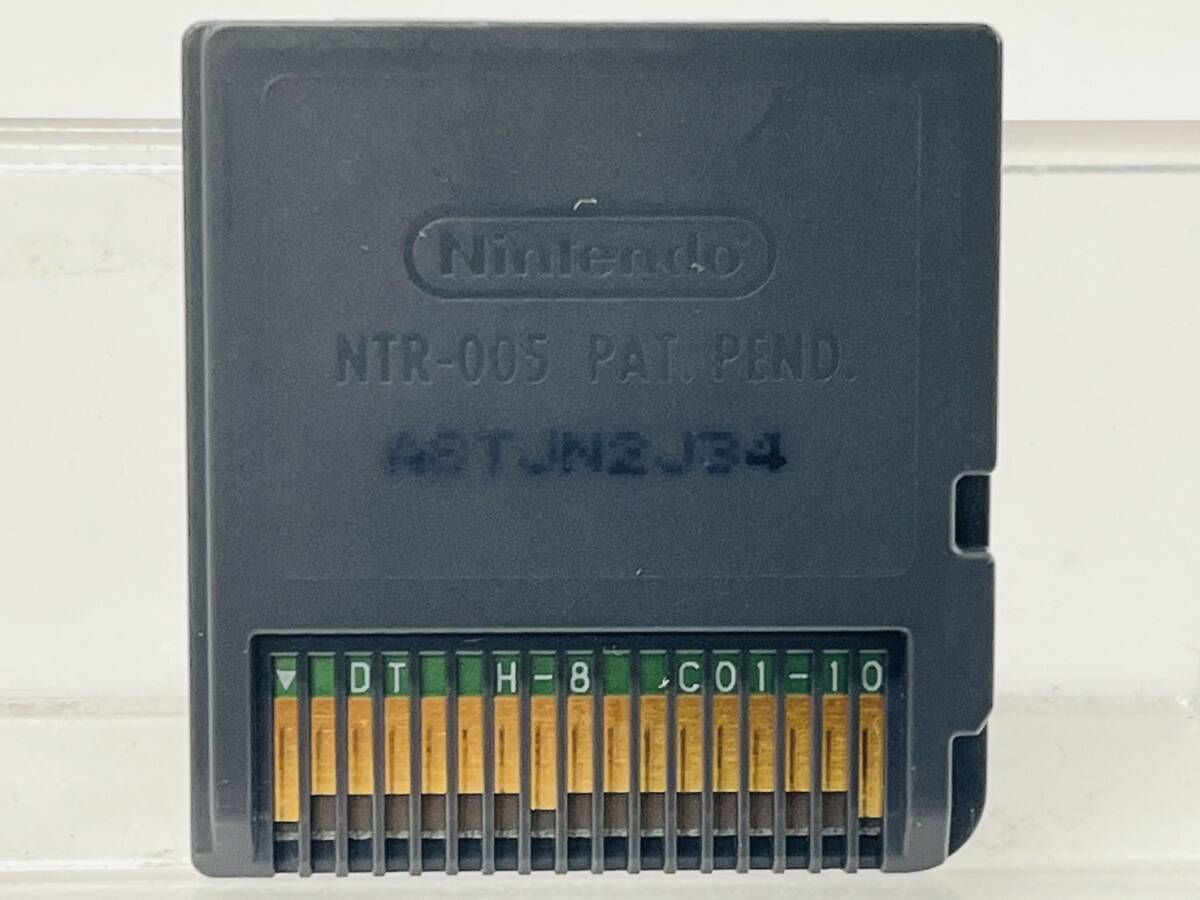 Nintendo
NTR-005 PAT. PEND.
DT H-8 C01-10